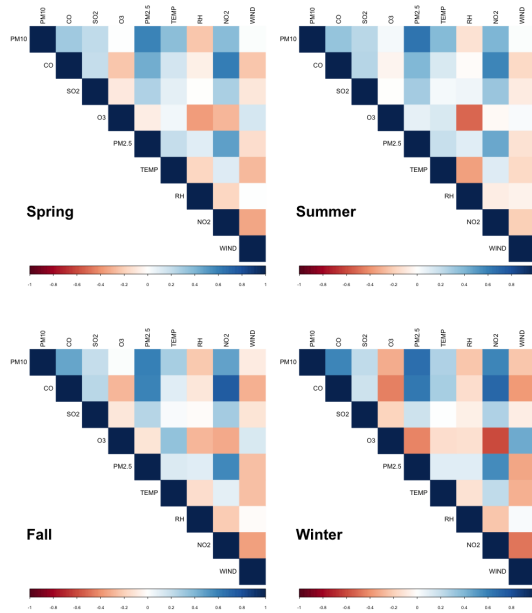 PM10 CO SO2 O3 PM2.5 TEMP RH NO2 WIND
PM10
CO
SO2
O3
PM2.5
TEMP
RH
NO2
WIND
Spring
-1 -0.8 -0.6 -0.4 -0.2 0 0.2 0.4 0.6 0.8 1
PM10 CO SO2 O3 PM2.5 TEMP RH NO2 WIND
PM10
CO
SO2
O3
PM2.5
TEMP
RH
NO2
WIND
Summer
-1 -0.8 -0.6 -0.4 -0.2 0 0.2 0.4 0.6 0.8
PM10 CO SO2 O3 PM2.5 TEMP RH NO2 WIND
PM10
CO
SO2
O3
PM2.5
TEMP
RH
NO2
WIND
Fall
-1 -0.8 -0.6 -0.4 -0.2 0 0.2 0.4 0.6 0.8 1
PM10 CO SO2 O3 PM2.5 TEMP RH NO2 WIND
PM10
CO
SO2
O3
PM2.5
TEMP
RH
NO2
WIND
Winter
-1 -0.8 -0.6 -0.4 -0.2 0 0.2 0.4 0.6 0.8